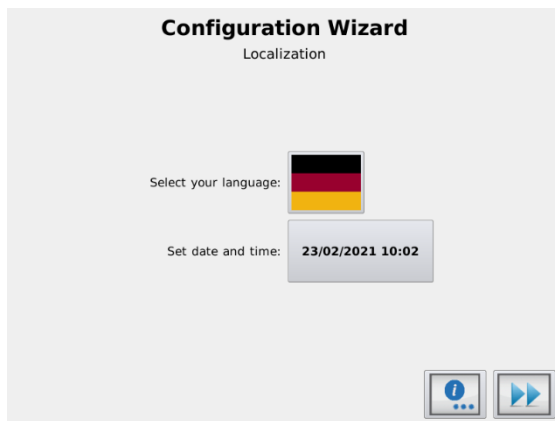 Configuration Wizard
Localization
Select your language:
Set date and time: 23/02/2021 10:02
i